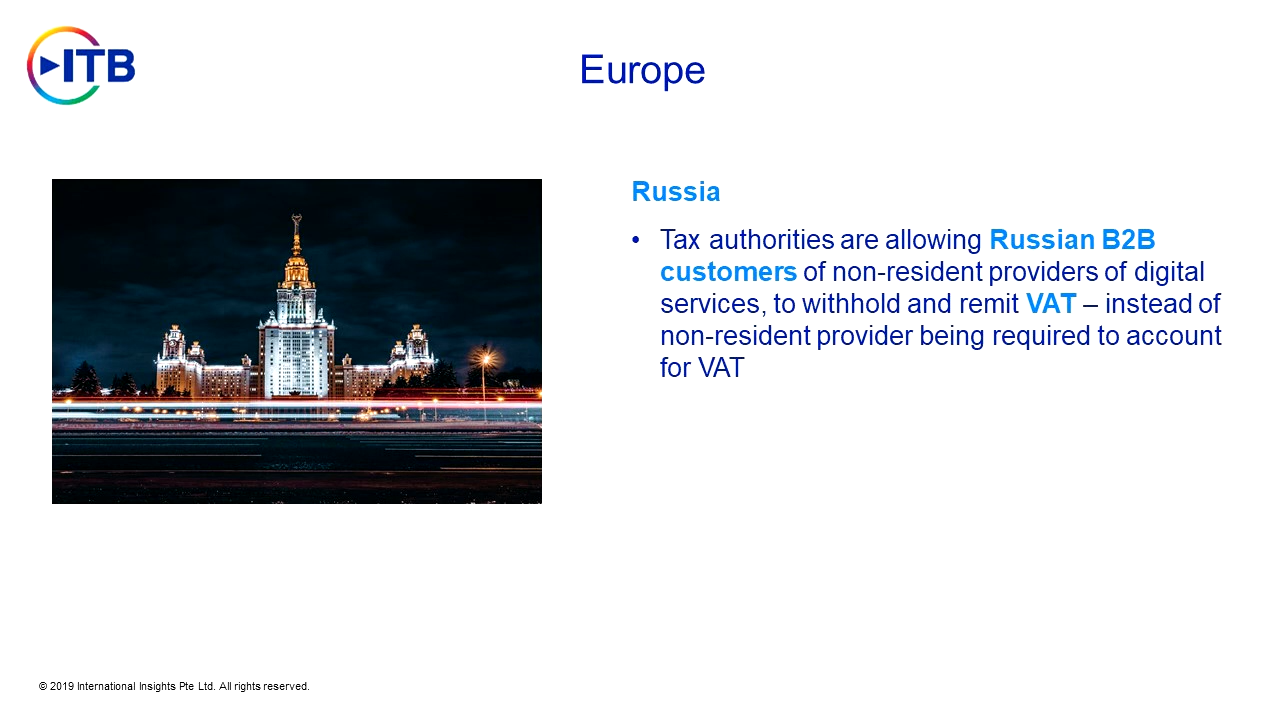 ITB
Europe
Russia
• Tax authorities are allowing Russian B2B
customers of non-resident providers of digital
services, to withhold and remit VAT – instead of
non-resident provider being required to account
for VAT
© 2019 International Insights Pte Ltd. All rights reserved.